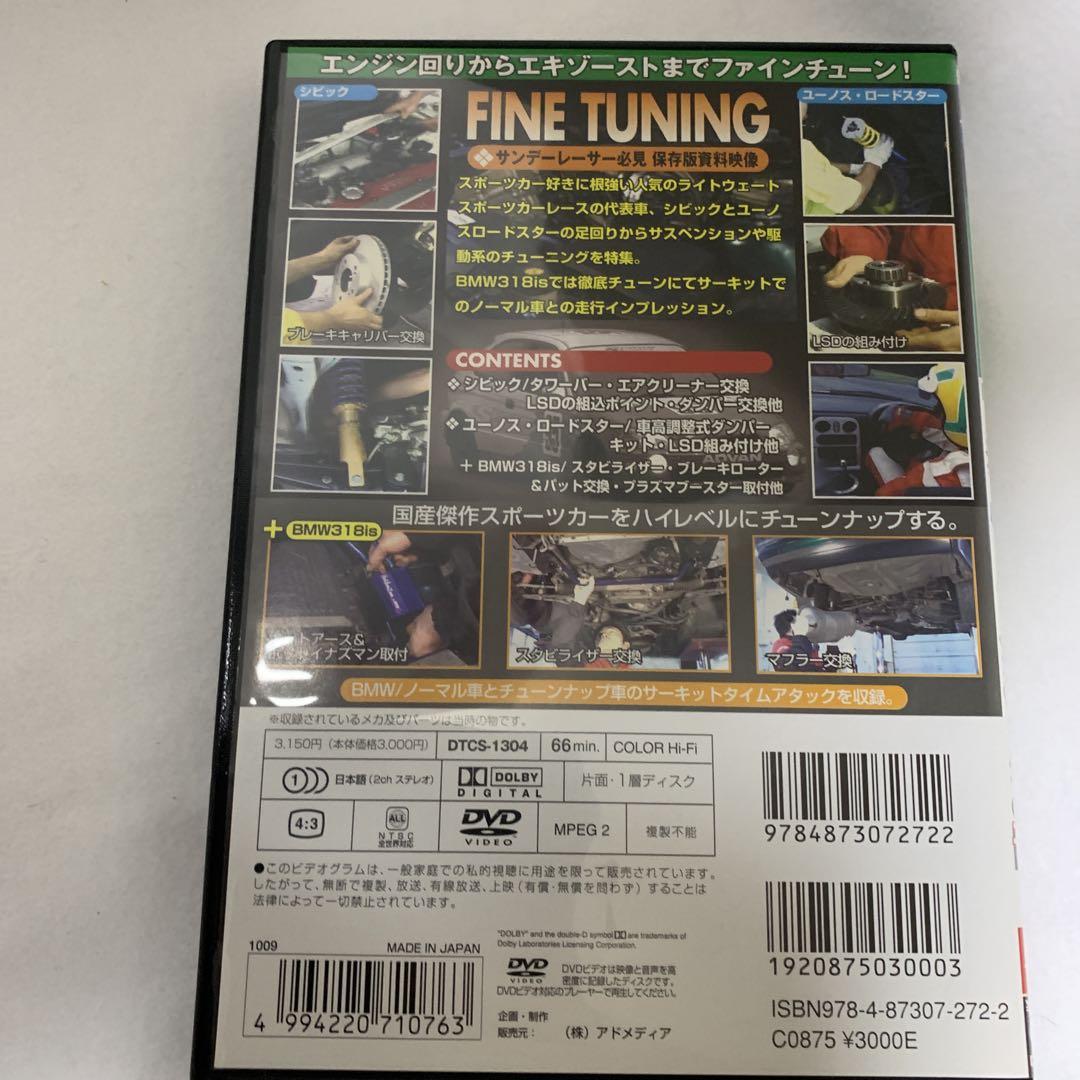 エンジン回りからエキゾーストまでファインチューン!
シビック
FINE TUNING
ユーノス・ロードスター
サンデーレーサー必見 保存版資料映像
スポーツカー好きに根強い人気のライトウェート
スポーツカーレースの代表車、シビックとユーノ
スロードスターの足回りからサスペンションや駆
動系のチューニングを特集。
BMW318isでは徹底チューンにてサーキットで
のノーマル車との走行インプレッション。
ブレーキキャリパー交換
LSDの組み付け
CONTENTS
シビック/タワーバー・エアクリーナー交換
LSDの組込ポイント・ダンパー交換他
ユーノス・ロードスター/ 車高調整式ダンパー
キット・LSD組み付け他
+ BMW318is/ スタビライザー・ブレーキローター
&パット交換・プラズマブースター取付他
ADVAN
国産傑作スポーツカーをハイレベルにチューンナップする。
+ BMW318is
トアース&
イナズマン取付
スタビライザー交換
マフラー交換
BMW/ノーマル車とチューンナップ車のサーキットタイムアタックを収録。
※収録されているメカ及びパーツは当時の物です。
3,150円(本体価格3,000円) DTCS-1304 66min. COLOR Hi-Fi
1 日本語(2ch ステレオ) DOLBY DIGITAL 片面・1層ディスク
4:3 ALL NTSC 全世界対応 DVD VIDEO MPEG 2 複製不能
9784873072722
●このビデオグラムは、一般家庭での私的視聴に用途を限って販売されています。
したがって、無断で複製、放送、有線放送、上映(有償・無償を問わず)することは
法律によって一切禁止されています。
1920875030003
1009 MADE IN JAPAN
"DOLBY" and the double-D symbol are trademarks of
Dolby Laboratories Licensing Corporation.
DVD VIDEO
DVDビデオは映像と音声を高
密度に記録したディスクです。
DVDビデオ対応のプレーヤーで再生してください。
4 994220 710763
企画・制作
販売元: (株)アドメディア
ISBN978-4-87307-272-2
C0875 ¥3000E